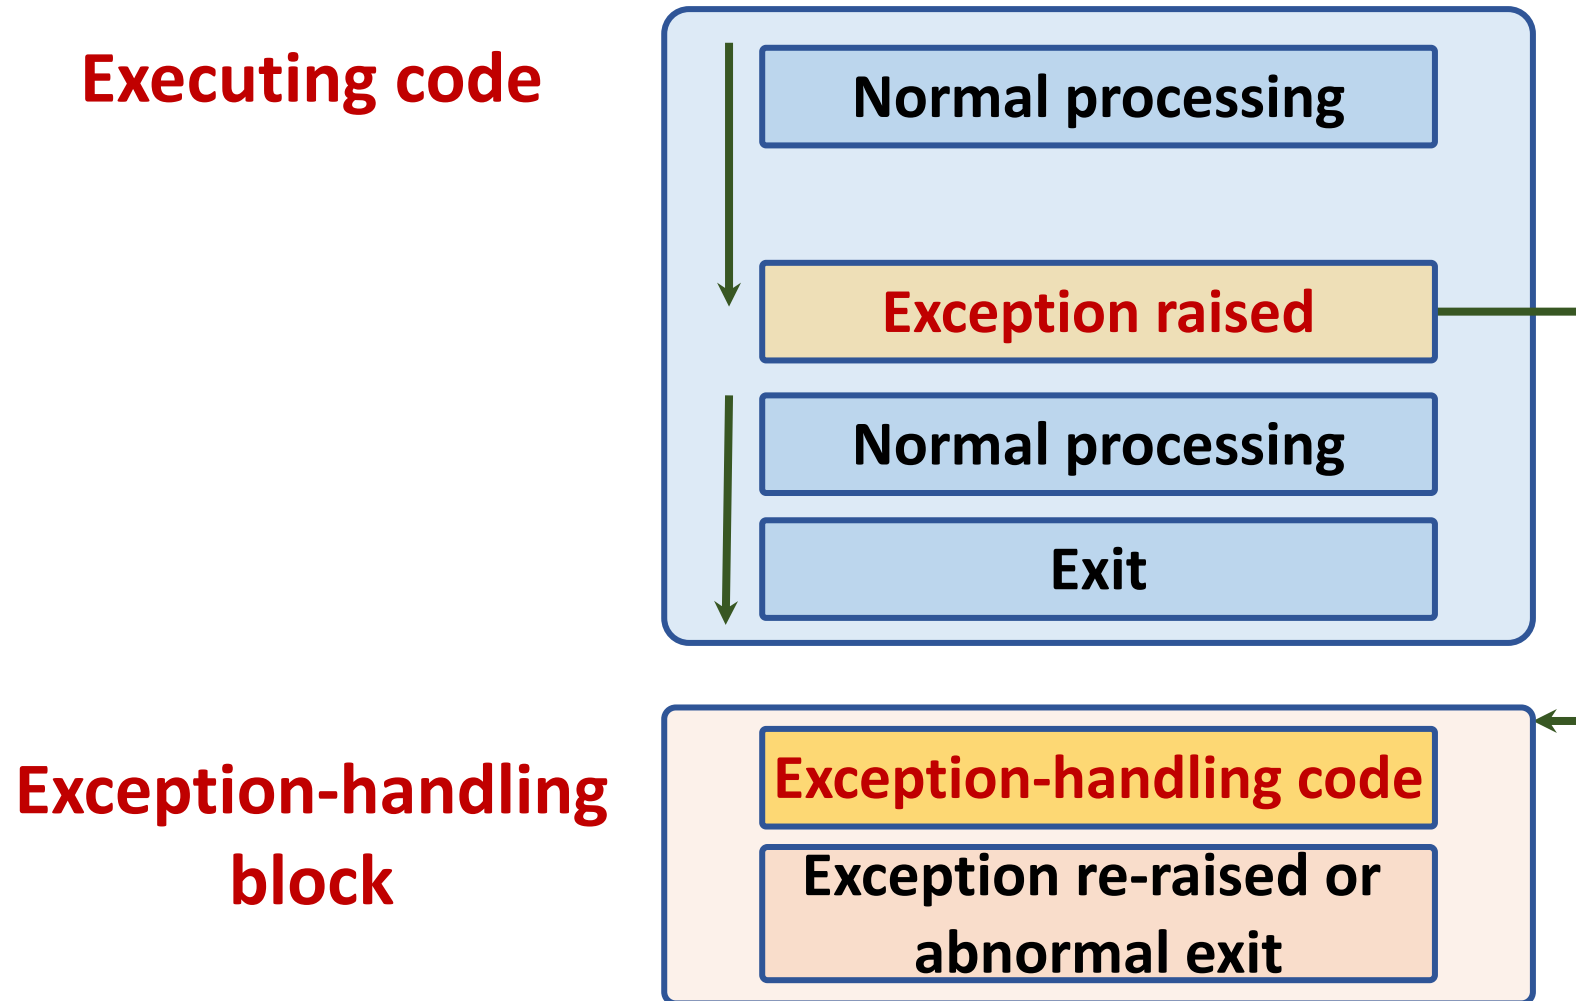 Executing code
Normal processing
Exception raised
Normal processing
Exit
Exception-handling
block
Exception-handling code
Exception re-raised or
abnormal exit